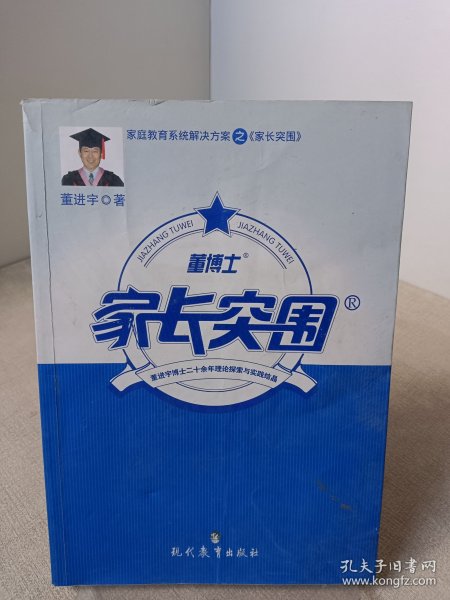 家庭教育系统解决方案之《家长突围》
董进宇◎著
JIAZHANG TUWEI
JIAZHANG TUWEI
董博士®
家长突围®
董进宇博士二十余年理论探索与实践结晶
现代教育出版社
孔夫子旧书网
www.kongfz.com